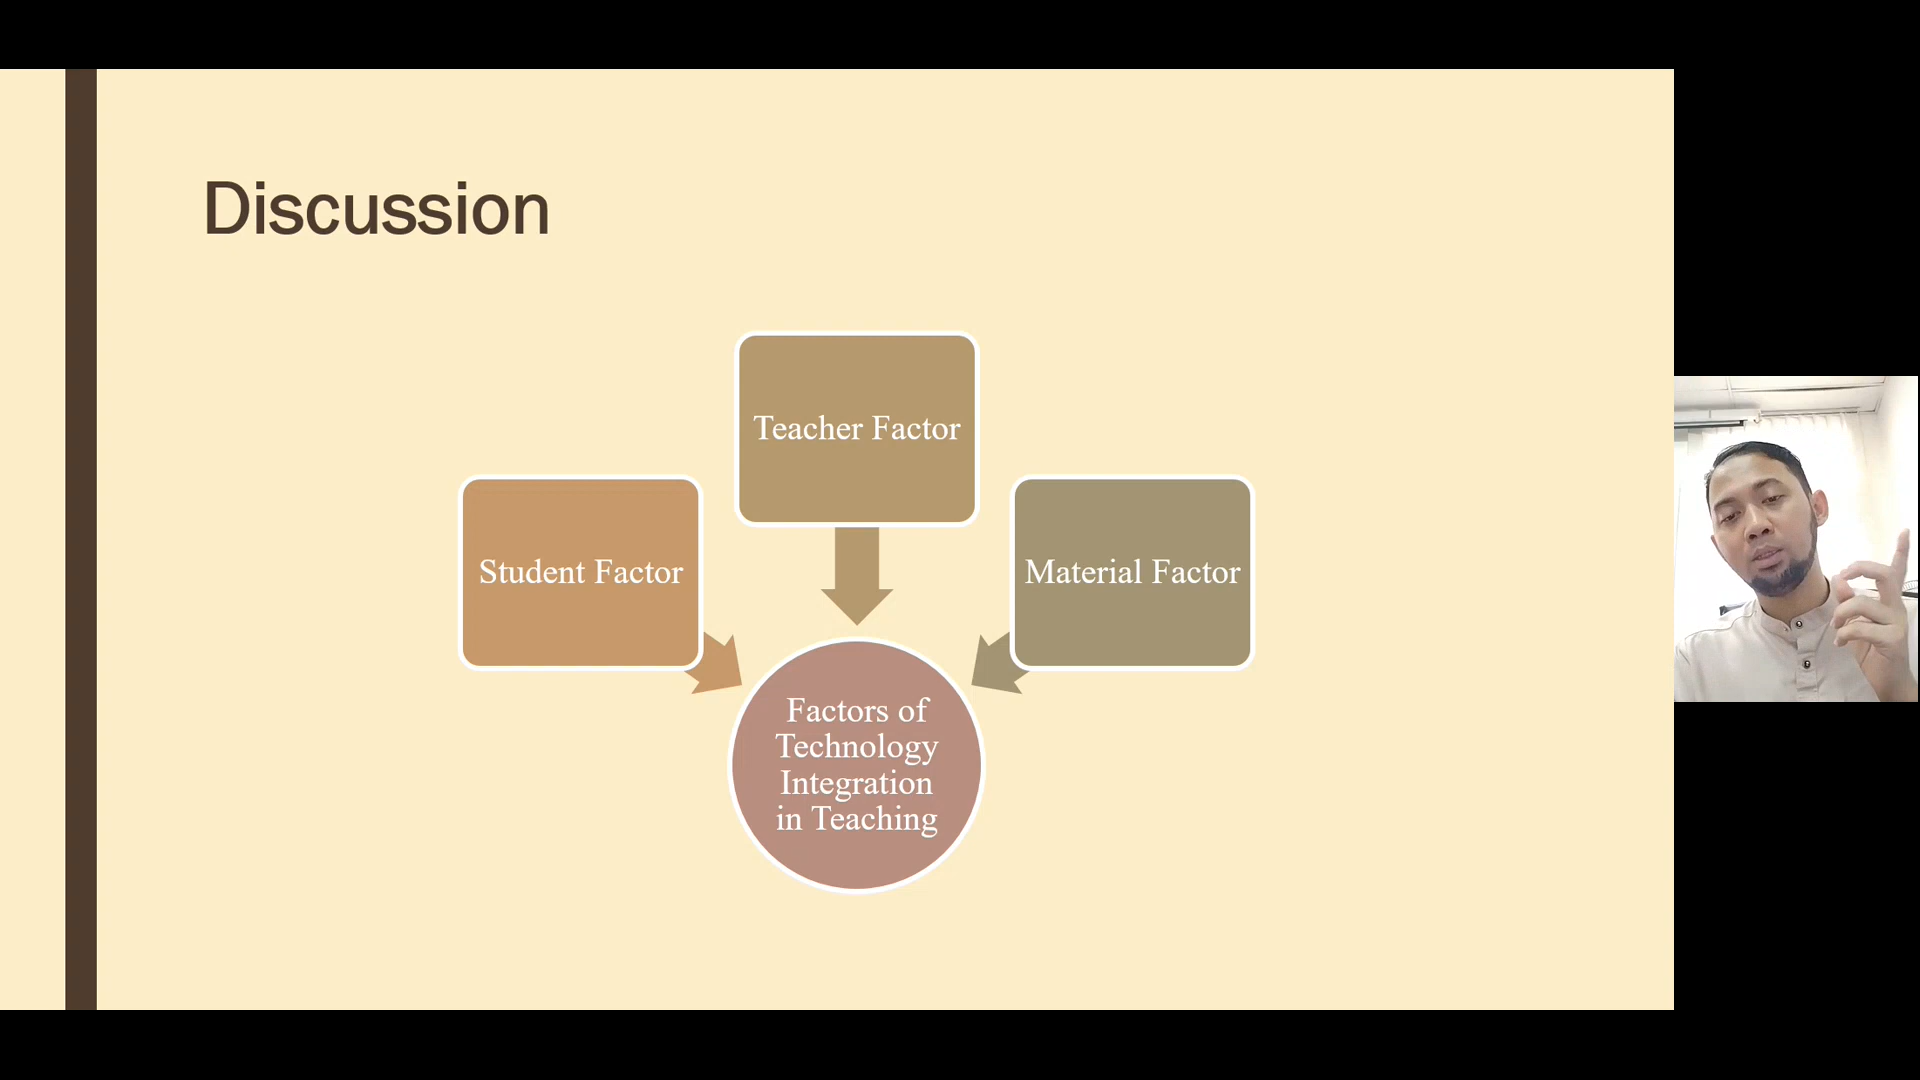 Discussion
Teacher Factor
Student Factor
Material Factor
Factors of
Technology
Integration
in Teaching